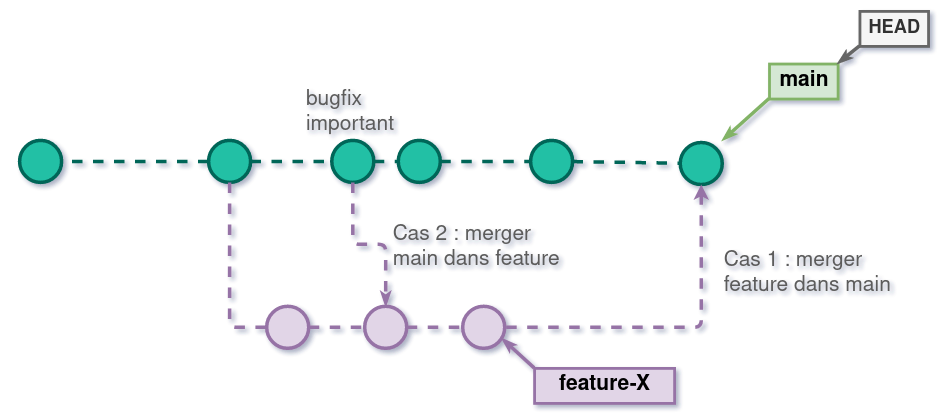 HEAD
main
bugfix
important
Cas 2 : merger
main dans feature
Cas 1 : merger
feature dans main
feature-X